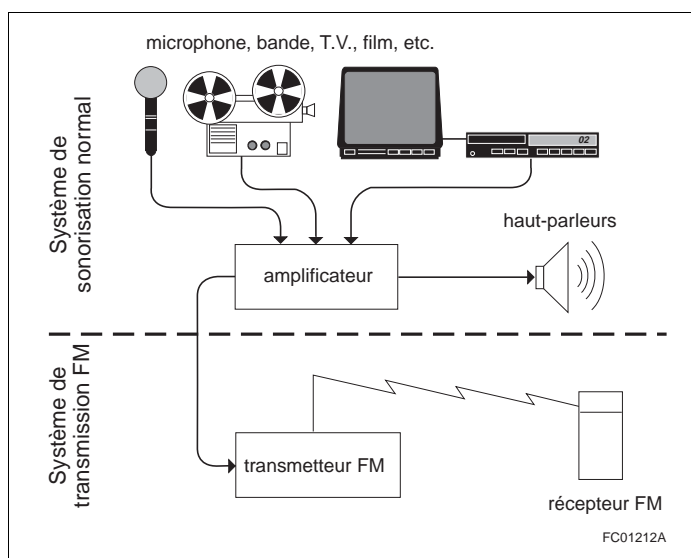 microphone, bande, T.V., film, etc.
Système de
sonorisation normal
02
haut-parleurs
amplificateur
Système de
transmission FM
transmetteur FM
récepteur FM
FC01212A